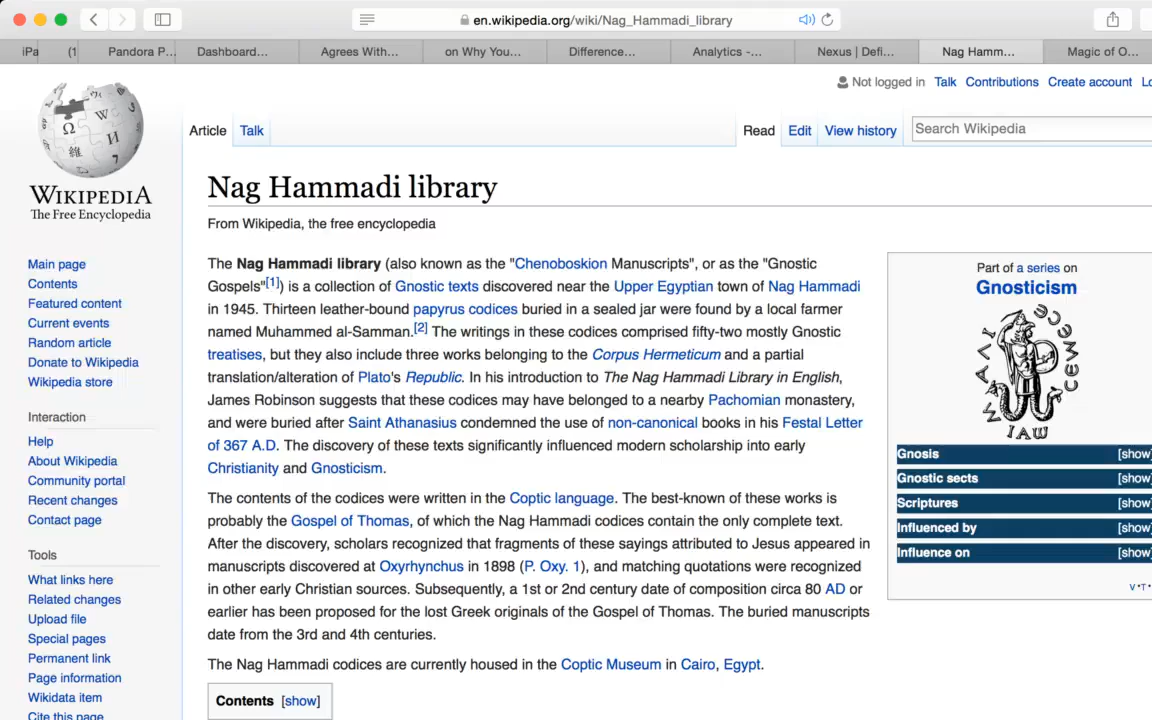 en.wikipedia.org/wiki/Nag_Hammadi_library
iPa
(1
Pandora P...
Dashboard...
Agrees With...
on Why You...
Difference...
Analytics -...
Nexus | Defi...
Nag Hamm...
Magic of O...
Not logged in Talk Contributions Create account Lo
Article Talk Read Edit View history Search Wikipedia
WIKIPEDIA
The Free Encyclopedia
Main page
Contents
Featured content
Current events
Random article
Donate to Wikipedia
Wikipedia store
Interaction
Help
About Wikipedia
Community portal
Recent changes
Contact page
Tools
What links here
Related changes
Upload file
Special pages
Permanent link
Page information
Wikidata item
Cite this page
Nag Hammadi library
From Wikipedia, the free encyclopedia
The Nag Hammadi library (also known as the "Chenoboskion Manuscripts", or as the "Gnostic
Gospels"[1]) is a collection of Gnostic texts discovered near the Upper Egyptian town of Nag Hammadi
in 1945. Thirteen leather-bound papyrus codices buried in a sealed jar were found by a local farmer
named Muhammed al-Samman.[2] The writings in these codices comprised fifty-two mostly Gnostic
treatises, but they also include three works belonging to the Corpus Hermeticum and a partial
translation/alteration of Plato's Republic. In his introduction to The Nag Hammadi Library in English,
James Robinson suggests that these codices may have belonged to a nearby Pachomian monastery,
and were buried after Saint Athanasius condemned the use of non-canonical books in his Festal Letter
of 367 A.D. The discovery of these texts significantly influenced modern scholarship into early
Christianity and Gnosticism.
The contents of the codices were written in the Coptic language. The best-known of these works is
probably the Gospel of Thomas, of which the Nag Hammadi codices contain the only complete text.
After the discovery, scholars recognized that fragments of these sayings attributed to Jesus appeared in
manuscripts discovered at Oxyrhynchus in 1898 (P. Oxy. 1), and matching quotations were recognized
in other early Christian sources. Subsequently, a 1st or 2nd century date of composition circa 80 AD or
earlier has been proposed for the lost Greek originals of the Gospel of Thomas. The buried manuscripts
date from the 3rd and 4th centuries.
The Nag Hammadi codices are currently housed in the Coptic Museum in Cairo, Egypt.
Contents [show]
Part of a series on
Gnosticism
IAW
Gnosis [show]
Gnostic sects [show]
Scriptures [show]
Influenced by [show]
Influence on [show]
V • T •